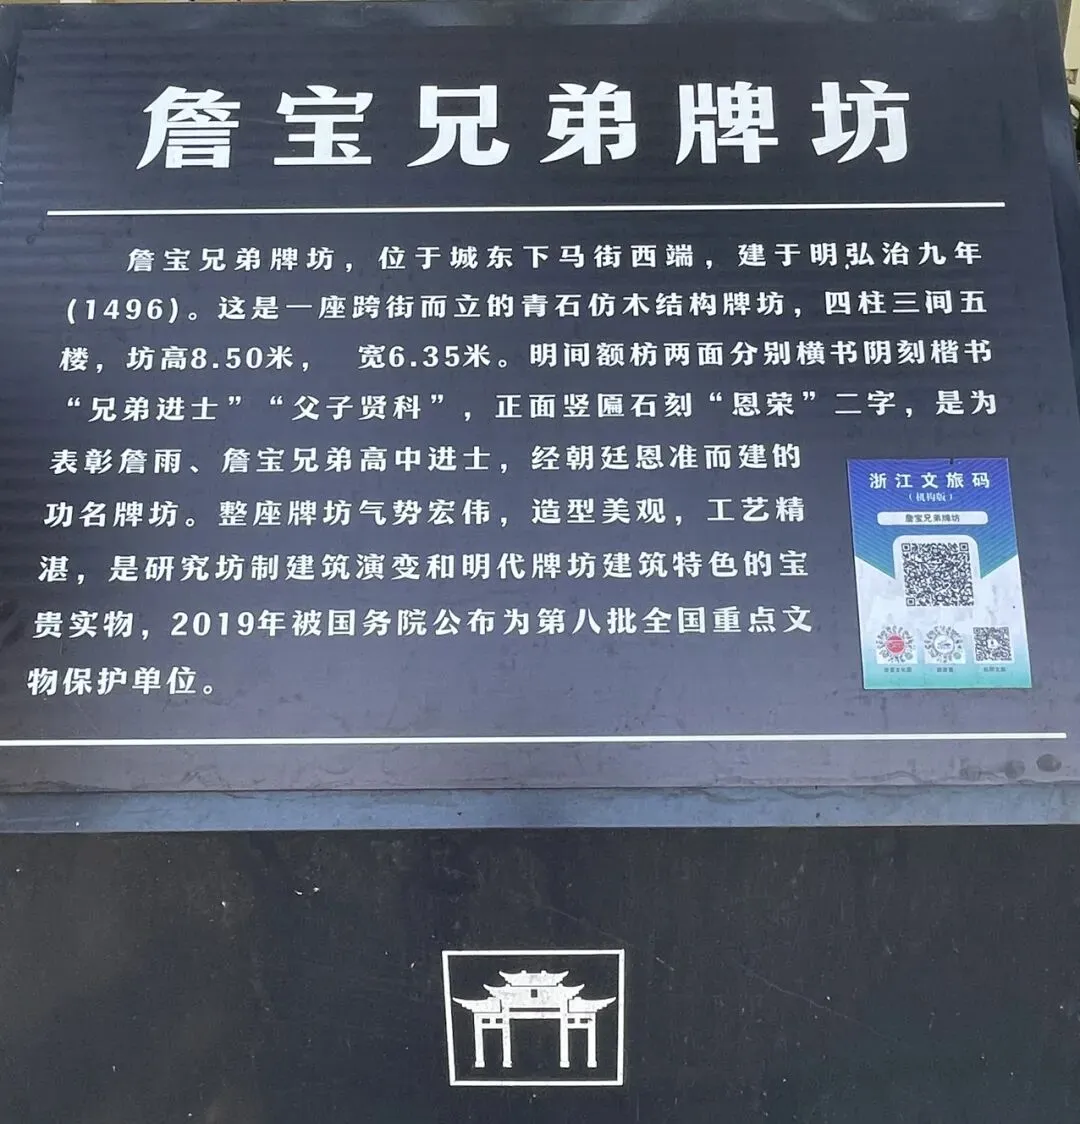 詹宝兄弟牌坊
詹宝兄弟牌坊，位于城东下马街西端，建于明弘治九年
(1496)。这是一座跨街而立的青石仿木结构牌坊，四柱三间五
楼，坊高8.50米， 宽6.35米。明间额枋两面分别横书阴刻楷书
“兄弟进士”“父子贤科”，正面竖匾石刻“恩荣”二字，是为
表彰詹雨、詹宝兄弟高中进士，经朝廷恩准而建的
功名牌坊。整座牌坊气势宏伟，造型美观，工艺精
湛，是研究坊制建筑演变和明代牌坊建筑特色的宝
贵实物，2019年被国务院公布为第八批全国重点文
物保护单位。
浙江文旅码
（机构版）
詹宝兄弟牌坊